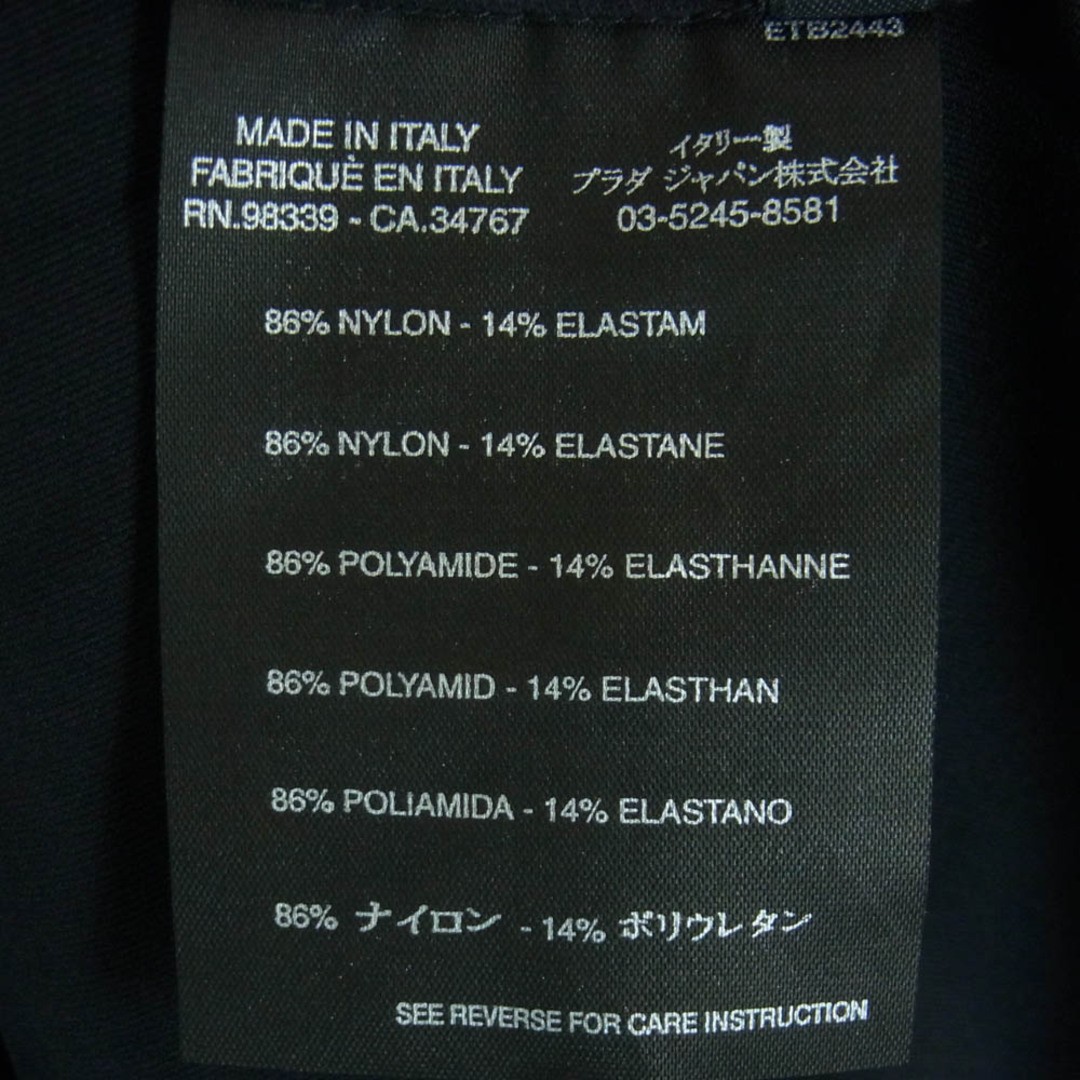 ETB2443
MADE IN ITALY
FABRIQUÈ EN ITALY
RN.98339 - CA.34767
イタリー製
プラダ ジャパン株式会社
03-5245-8581
86% NYLON - 14% ELASTAM
86% NYLON - 14% ELASTANE
86% POLYAMIDE - 14% ELASTHANNE
86% POLYAMID - 14% ELASTHAN
86% POLIAMIDA - 14% ELASTANO
86% ナイロン - 14% ポリウレタン
SEE REVERSE FOR CARE INSTRUCTION